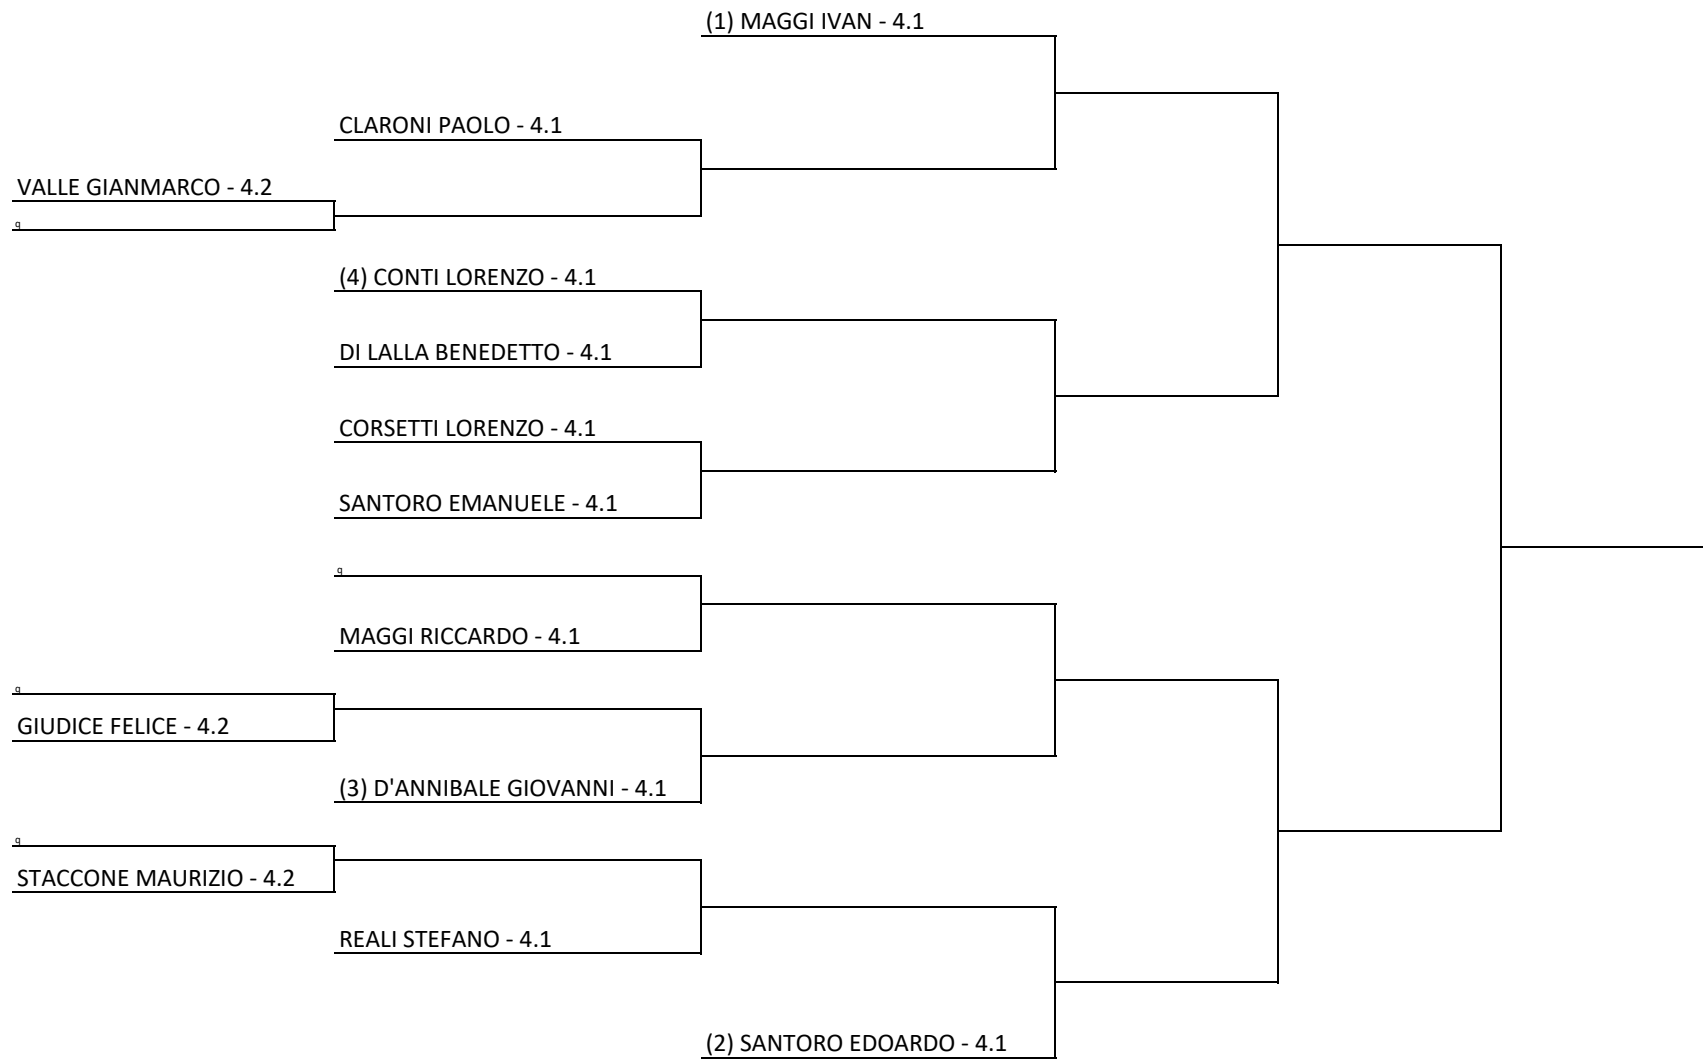 (1) MAGGI IVAN - 4.1
CLARONI PAOLO - 4.1
VALLE GIANMARCO - 4.2
q
(4) CONTI LORENZO - 4.1
DI LALLA BENEDETTO - 4.1
CORSETTI LORENZO - 4.1
SANTORO EMANUELE - 4.1
q
MAGGI RICCARDO - 4.1
q
GIUDICE FELICE - 4.2
(3) D'ANNIBALE GIOVANNI - 4.1
q
STACCONE MAURIZIO - 4.2
REALI STEFANO - 4.1
(2) SANTORO EDOARDO - 4.1